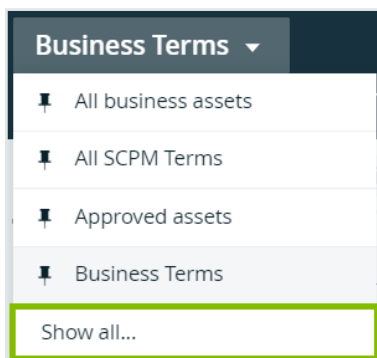 Business Terms
All business assets
All SCPM Terms
Approved assets
Business Terms
Show all...